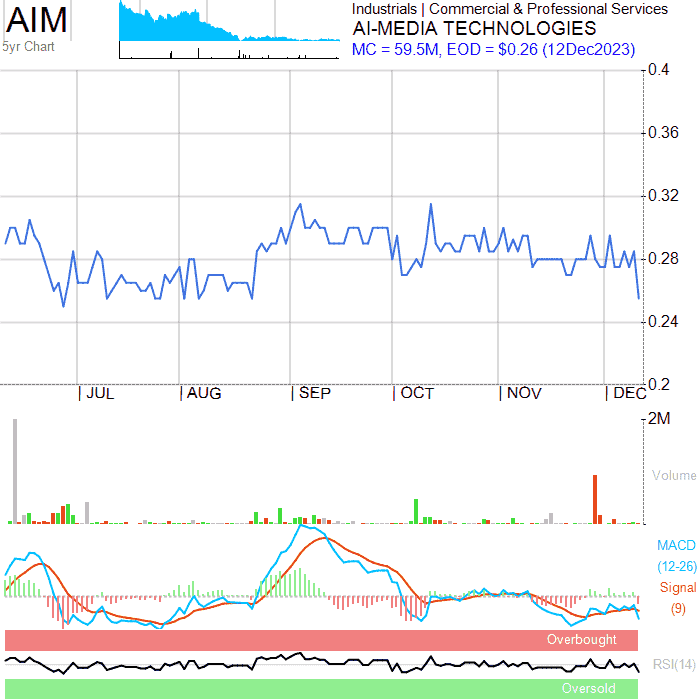 AIM
5yr Chart
Industrials | Commercial & Professional Services
AI-MEDIA TECHNOLOGIES
MC = 59.5M, EOD = $0.26 (12Dec2023)
0.4
0.36
0.32
0.28
0.24
0.2
| JUL | AUG | SEP | OCT | NOV | DEC
2M
Volume
MACD
(12-26)
Signal
(9)
Overbought
RSI(14)
Oversold